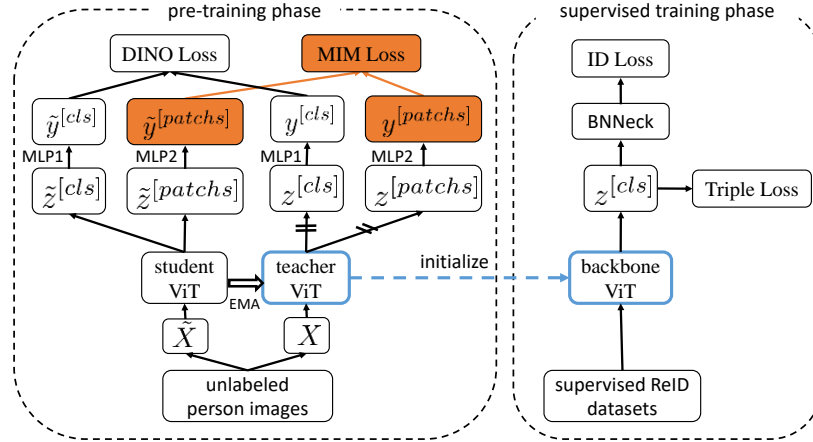 pre-training phase
supervised training phase
DINO Loss
MIM Loss
ID Loss
ỹ^[cls]
ỹ^[patchs]
y^[cls]
y^[patchs]
BNNeck
MLP1
MLP2
MLP1
MLP2
z̃^[cls]
z̃^[patchs]
z^[cls]
z^[patchs]
z^[cls]
Triple Loss
student
ViT
EMA
teacher
ViT
initialize
backbone
ViT
X̃
X
unlabeled
person images
supervised ReID
datasets